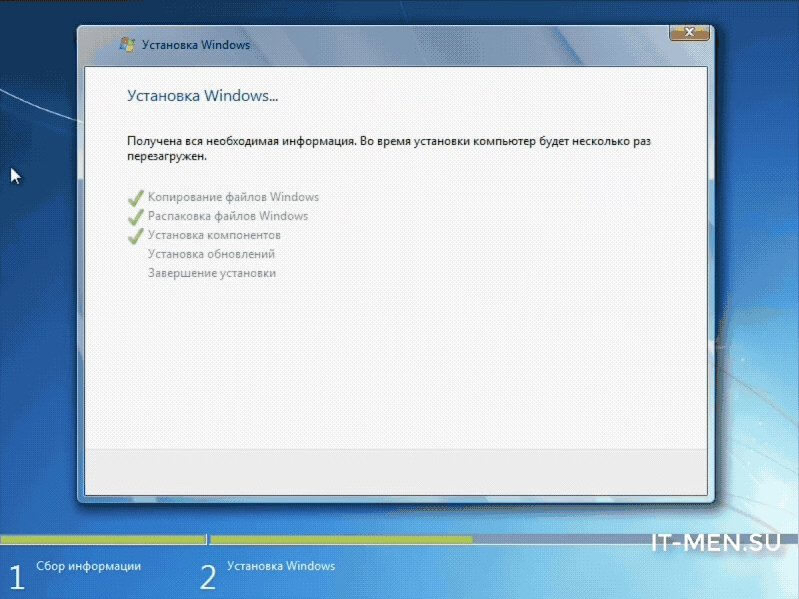 Установка Windows
Установка Windows...
Получена вся необходимая информация. Во время установки компьютер будет несколько раз
перезагружен.
Копирование файлов Windows
Распаковка файлов Windows
Установка компонентов
Установка обновлений
Завершение установки
IT-MEN.SU
1 Сбор информации
2 Установка Windows